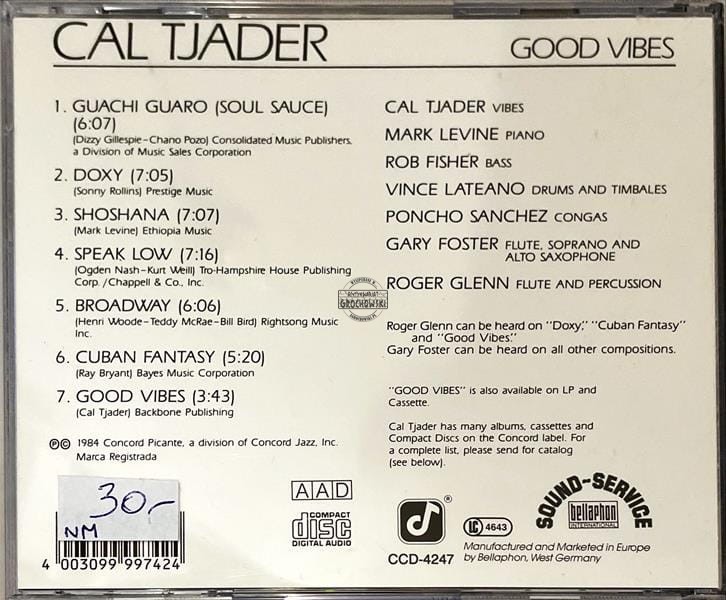 CAL TJADER
GOOD VIBES
1. GUACHI GUARO (SOUL SAUCE)
(6:07)
(Dizzy Gillespie–Chano Pozo) Consolidated Music Publishers,
a Division of Music Sales Corporation
2. DOXY (7:05)
(Sonny Rollins) Prestige Music
3. SHOSHANA (7:07)
(Mark Levine) Ethiopia Music
4. SPEAK LOW (7:16)
(Ogden Nash–Kurt Weill) Tro-Hampshire House Publishing
Corp./Chappell & Co., Inc.
5. BROADWAY (6:06)
(Henri Woode–Teddy McRae–Bill Bird) Rightsong Music
Inc.
6. CUBAN FANTASY (5:20)
(Ray Bryant) Bayes Music Corporation
7. GOOD VIBES (3:43)
(Cal Tjader) Backbone Publishing
℗© 1984 Concord Picante, a division of Concord Jazz, Inc.
Marca Registrada
CAL TJADER VIBES
MARK LEVINE PIANO
ROB FISHER BASS
VINCE LATEANO DRUMS AND TIMBALES
PONCHO SANCHEZ CONGAS
GARY FOSTER FLUTE, SOPRANO AND
ALTO SAXOPHONE
ROGER GLENN FLUTE AND PERCUSSION
Roger Glenn can be heard on "Doxy," "Cuban Fantasy"
and "Good Vibes."
Gary Foster can be heard on all other compositions.
"GOOD VIBES" is also available on LP and
Cassette.
Cal Tjader has many albums, cassettes and
Compact Discs on the Concord label. For
a complete list, please send for catalog
(see below).
GROCHOWSKI
30,-
NM
4 003099 997424
AAD
COMPACT
disc
DIGITAL AUDIO
®
CCD-4247
LC 4643
SOUND-SERVICE
bellaphon
INTERNATIONAL
Manufactured and Marketed in Europe
by Bellaphon, West Germany